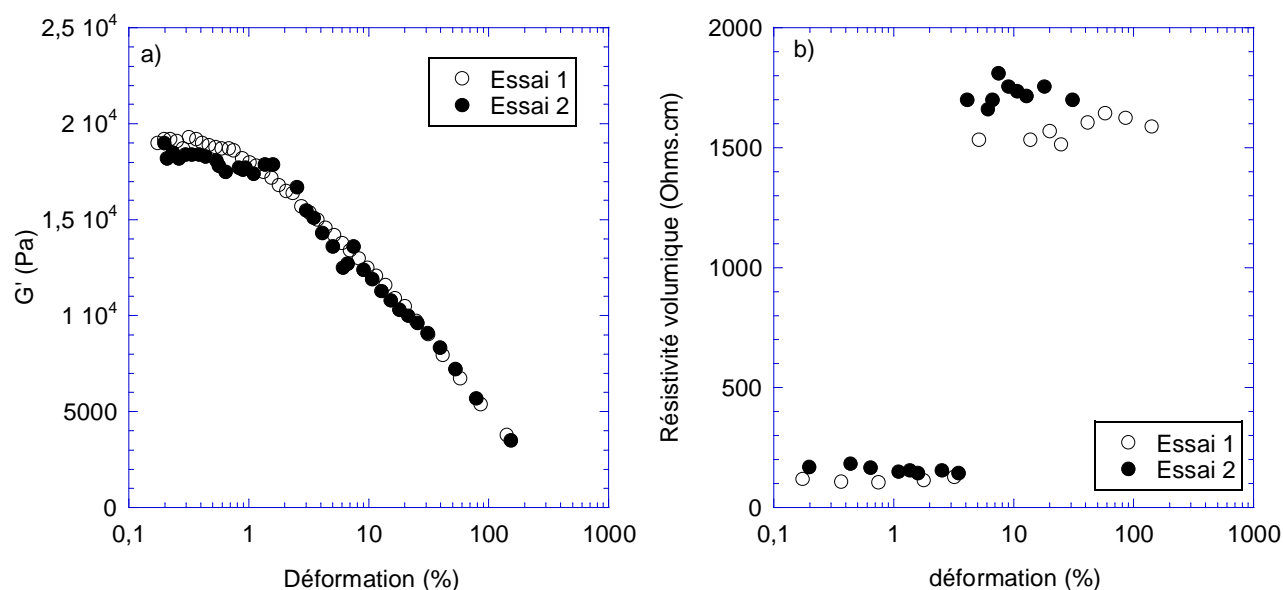 a)
2,5 10⁴
2 10⁴
1,5 10⁴
1 10⁴
5000
0
G' (Pa)
Essai 1
Essai 2
0,1 1 10 100 1000
Déformation (%)
b)
2000
1500
1000
500
0
Résistivité volumique (Ohms.cm)
Essai 1
Essai 2
0.1 1 10 100 1000
déformation (%)